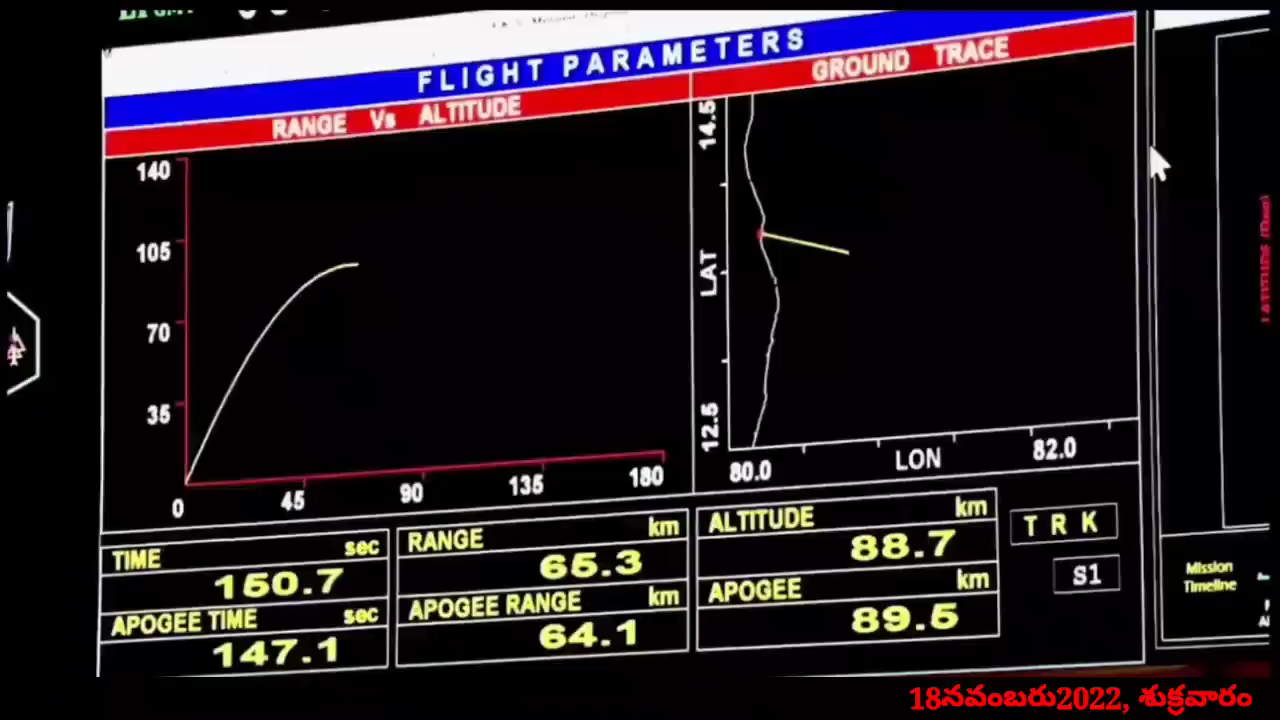 FLIGHT PARAMETERS
RANGE Vs ALTITUDE
GROUND TRACE
140
105
70
35
0
45
90
135
180
14.5
LAT
12.5
80.0
LON
82.0
TIME sec
150.7
APOGEE TIME sec
147.1
RANGE km
65.3
APOGEE RANGE km
64.1
ALTITUDE km
88.7
APOGEE km
89.5
TRK
S1
Mission
Timeline
18నవంబరు2022, శుక్రవారం